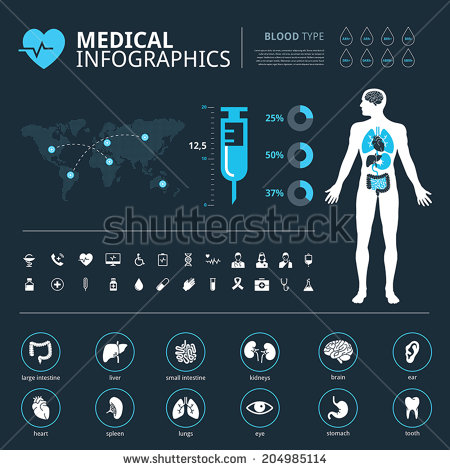 MEDICAL
INFOGRAPHICS
BLOOD TYPE
20
12,5
10
0
25%
50%
37%
shutterstock
large intestine
liver
small intestine
kidneys
brain
ear
heart
spleen
lungs
eye
stomach
tooth
www.shutterstock.com · 204985114